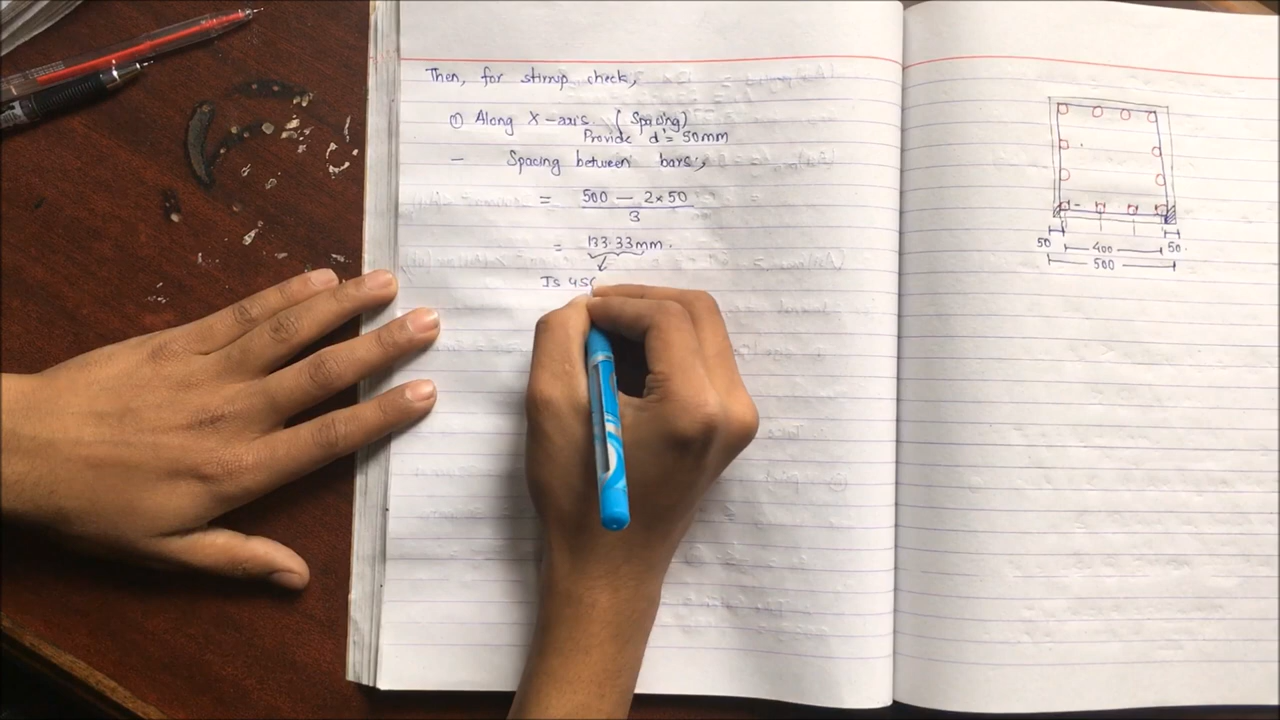 Then, for stirrup check,
① Along X-axis. (Spacing)
Provide d' = 50mm
- Spacing between bars,
= 500 - 2×50
3
= 133.33mm.
Is 456
50 400 50.
500